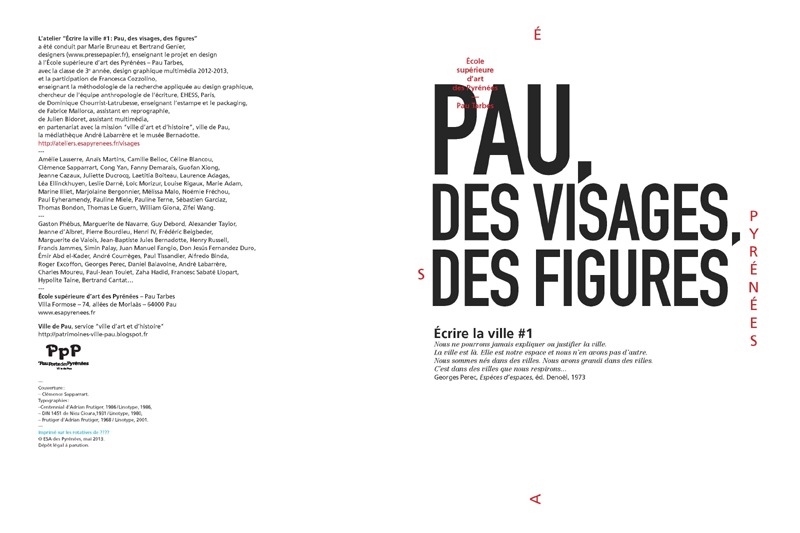 L'atelier "Écrire la ville #1: Pau, des visages, des figures"
a été conduit par Marie Bruneau et Bertrand Genier,
designers (www.pressepapier.fr), enseignant le projet en design
à l'École supérieure d'art des Pyrénées – Pau Tarbes,
avec la classe de 3e année, design graphique multimédia 2012-2013,
et la participation de Francesca Cozzolino,
enseignant la méthodologie de la recherche appliquée au design graphique,
chercheur de l'équipe anthropologie de l'écriture, EHESS, Paris,
de Dominique Chourrist-Latrubesse, enseignant l'estampe et le packaging,
de Fabrice Mallorca, assistant en reprographie,
de Julien Bidoret, assistant multimédia,
en partenariat avec la mission "ville d'art et d'histoire", ville de Pau,
la médiathèque André Labarrère et le musée Bernadotte.
http://ateliers.esapyrenees.fr/visages
---
Amélie Lasserre, Anaïs Martins, Camille Belloc, Céline Blancou,
Clémence Sapparrart, Cong Yan, Fanny Demarais, Guofan Xiong,
Jeanne Cazaux, Juliette Ducrocq, Laetitia Boiteau, Laurence Adagas,
Léa Ellinckhuyen, Leslie Darné, Loïc Morizur, Louise Rigaux, Marie Adam,
Marine Illiet, Marjolaine Bergonnier, Mélissa Malo, Noémie Fréchou,
Paul Eyheramendy, Pauline Miele, Pauline Terne, Sébastien Garciaz,
Thomas Bondon, Thomas Le Guern, William Glona, Zifei Wang.
---
Gaston Phébus, Marguerite de Navarre, Guy Debord, Alexander Taylor,
Jeanne d'Albret, Pierre Bourdieu, Henri IV, Frédéric Beigbeder,
Marguerite de Valois, Jean-Baptiste Jules Bernadotte, Henry Russell,
Francis Jammes, Simin Palay, Juan Manuel Fangio, Don Jesús Fernandez Duro,
Émir Abd el-Kader, André Courrèges, Paul Tissandier, Alfredo Binda,
Roger Excoffon, Georges Perec, Daniel Balavoine, André Labarrère,
Charles Moureu, Paul-Jean Toulet, Zaha Hadid, Francesc Sabaté Llopart,
Hypolite Taine, Bertrand Cantat…
---
École supérieure d'art des Pyrénées – Pau Tarbes
Villa Formose – 74, allées de Morlaàs – 64000 Pau
www.esapyrenees.fr
Ville de Pau, service "ville d'art et d'histoire"
http://patrimoines-ville-pau.blogspot.fr
PpP
Pau Porte des Pyrénées
---
Couverture:
– Clémence Sapparrart.
Typographies:
–Centennial d'Adrian Frutiger, 1986/Linotype, 1986,
– DIN 1451 de Nina Cioara,1931/Linotype, 1980,
– Frutiger d'Adrian Frutiger, 1968/ Linotype, 2001.
---
Imprimé sur les rotatives de ????
© ESA des Pyrénées, mai 2013.
Dépôt légal à parution.
É
S
A
PYRÉNÉES
École
supérieure
d'art
des Pyrénées
—
Pau Tarbes
PAU,
DES VISAGES,
DES FIGURES
Écrire la ville #1
Nous ne pourrons jamais expliquer ou justifier la ville.
La ville est là. Elle est notre espace et nous n'en avons pas d'autre.
Nous sommes nés dans des villes. Nous avons grandi dans des villes.
C'est dans des villes que nous respirons…
Georges Perec, Espèces d'espaces, éd. Denoël, 1973